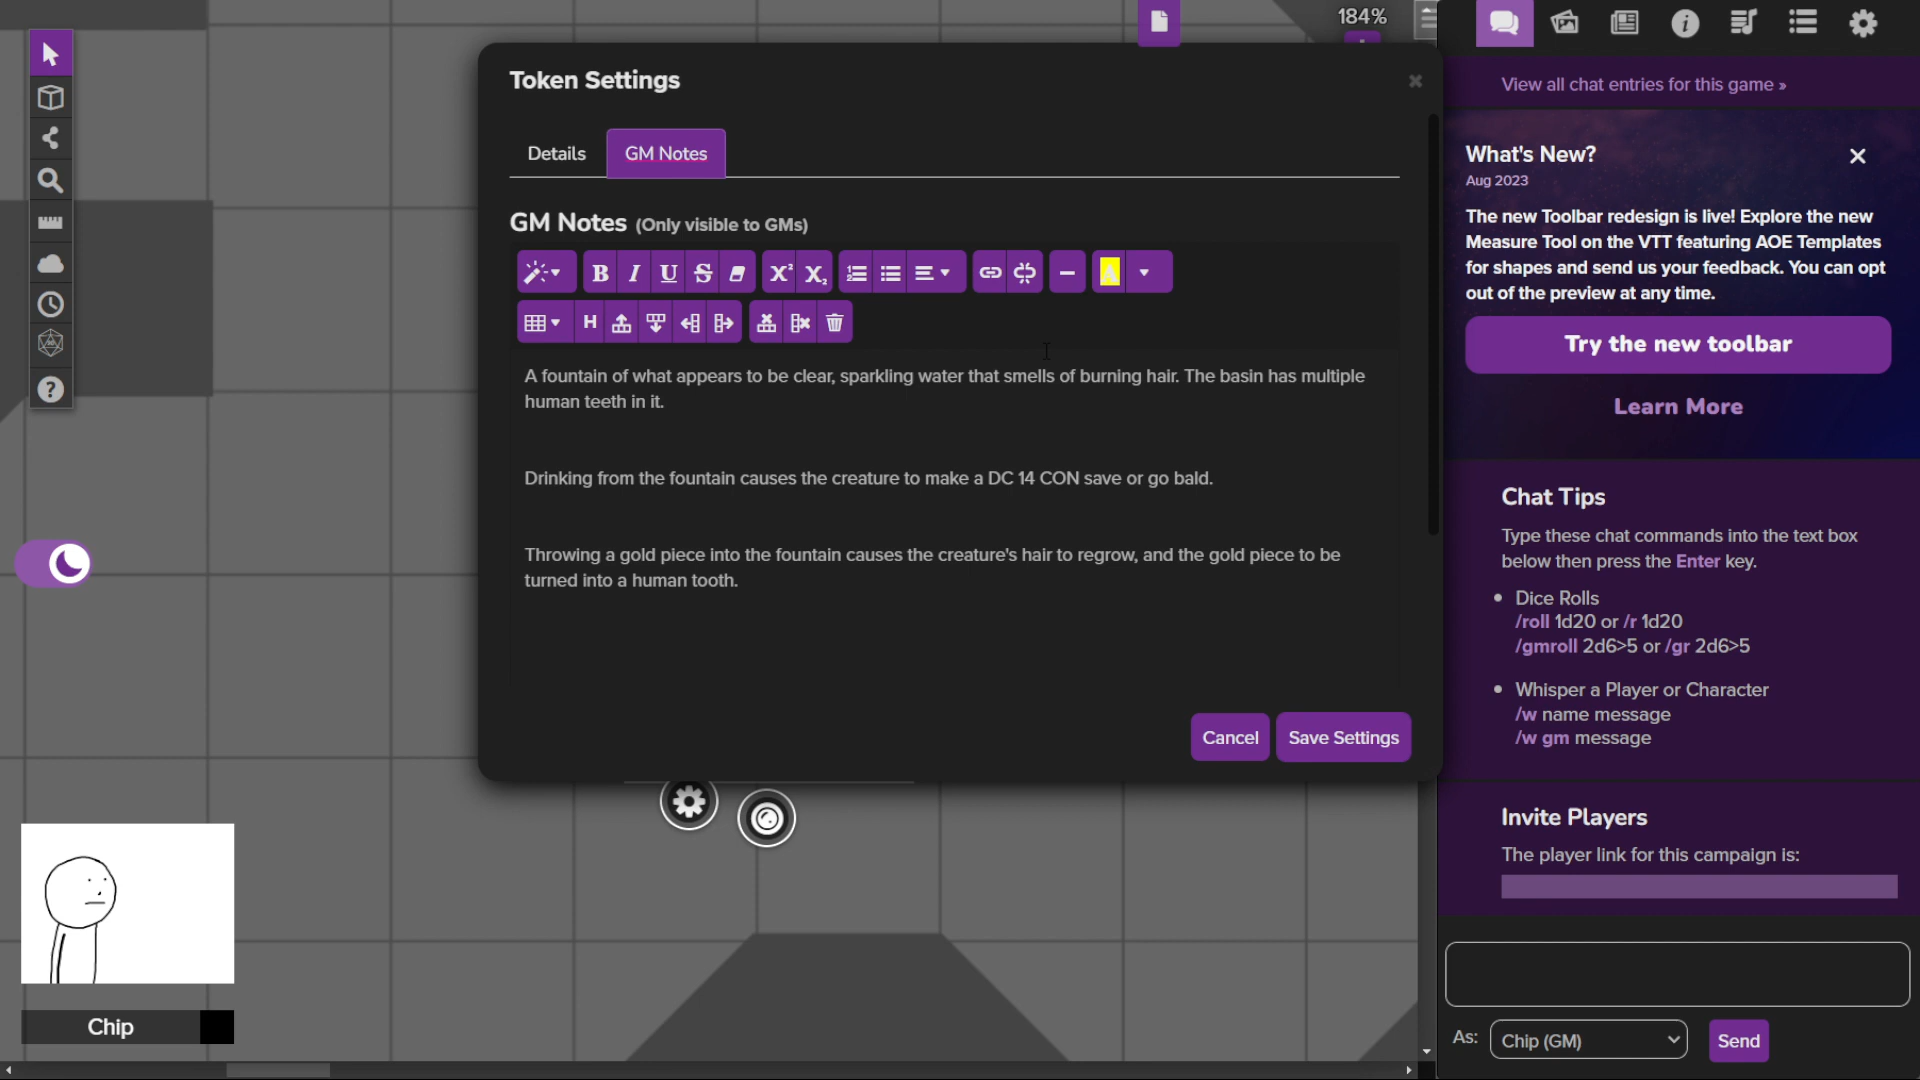 184%
View all chat entries for this game »
Token Settings
Details
GM Notes
GM Notes (Only visible to GMs)
B I U S X² X₂ A
H
A fountain of what appears to be clear, sparkling water that smells of burning hair. The basin has multiple
human teeth in it.
Drinking from the fountain causes the creature to make a DC 14 CON save or go bald.
Throwing a gold piece into the fountain causes the creature's hair to regrow, and the gold piece to be
turned into a human tooth.
Cancel
Save Settings
What's New?
Aug 2023
The new Toolbar redesign is live! Explore the new
Measure Tool on the VTT featuring AOE Templates
for shapes and send us your feedback. You can opt
out of the preview at any time.
Try the new toolbar
Learn More
Chat Tips
Type these chat commands into the text box
below then press the Enter key.
Dice Rolls
/roll 1d20 or /r 1d20
/gmroll 2d6>5 or /gr 2d6>5
Whisper a Player or Character
/w name message
/w gm message
Invite Players
The player link for this campaign is:
As:
Chip (GM)
Send
Chip